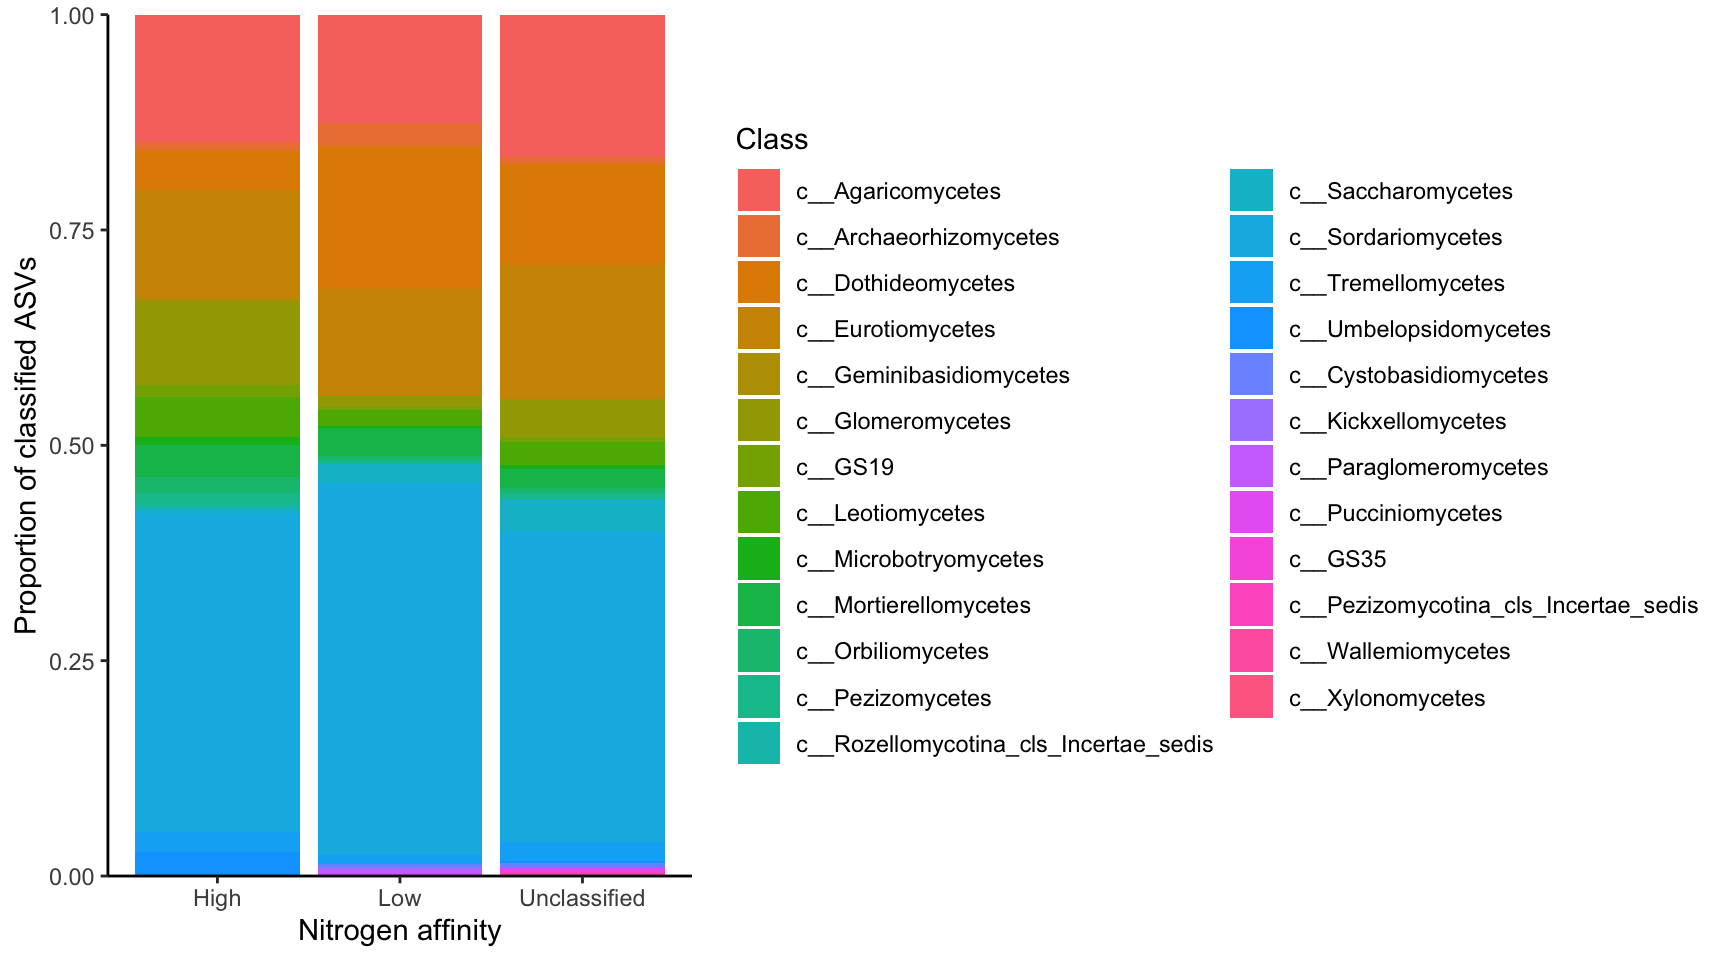 1.00
0.75
0.50
0.25
0.00
Proportion of classified ASVs
High
Low
Unclassified
Nitrogen affinity
Class
c__Agaricomycetes
c__Archaeorhizomycetes
c__Dothideomycetes
c__Eurotiomycetes
c__Geminibasidiomycetes
c__Glomeromycetes
c__GS19
c__Leotiomycetes
c__Microbotryomycetes
c__Mortierellomycetes
c__Orbiliomycetes
c__Pezizomycetes
c__Rozellomycotina_cls_Incertae_sedis
c__Saccharomycetes
c__Sordariomycetes
c__Tremellomycetes
c__Umbelopsidomycetes
c__Cystobasidiomycetes
c__Kickxellomycetes
c__Paraglomeromycetes
c__Pucciniomycetes
c__GS35
c__Pezizomycotina_cls_Incertae_sedis
c__Wallemiomycetes
c__Xylonomycetes